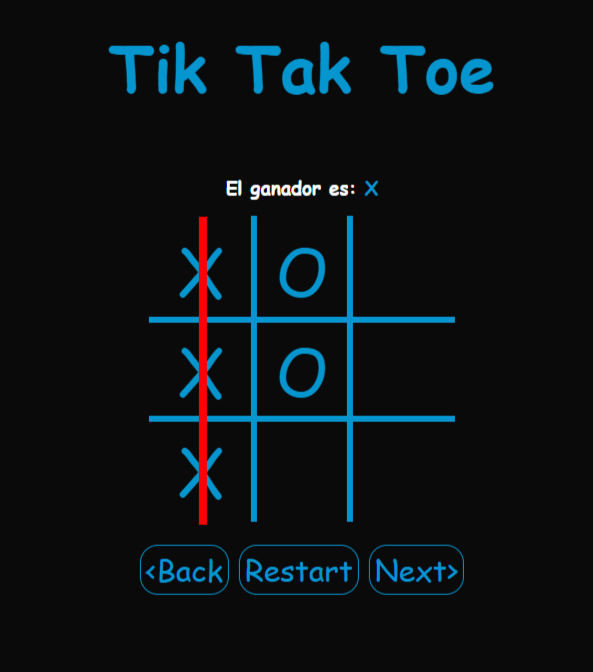 Tik Tak Toe
El ganador es: X
X O
X O
X
<Back Restart Next>